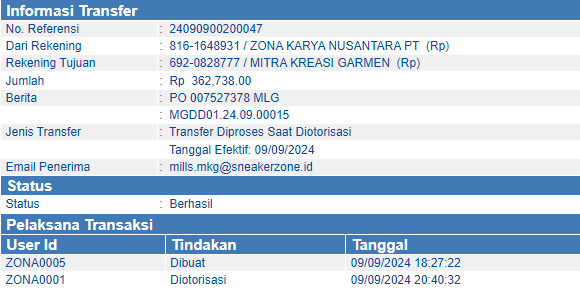 Informasi Transfer
No. Referensi : 24090900200047
Dari Rekening : 816-1648931 / ZONA KARYA NUSANTARA PT (Rp)
Rekening Tujuan : 692-0828777 / MITRA KREASI GARMEN (Rp)
Jumlah : Rp 362,738.00
Berita : PO 007527378 MLG
: MGDD01.24.09.00015
Jenis Transfer : Transfer Diproses Saat Diotorisasi
Tanggal Efektif: 09/09/2024
Email Penerima : mills.mkg@sneakerzone.id
Status
Status : Berhasil
Pelaksana Transaksi
User Id Tindakan Tanggal
ZONA0005 Dibuat 09/09/2024 18:27:22
ZONA0001 Diotorisasi 09/09/2024 20:40:32